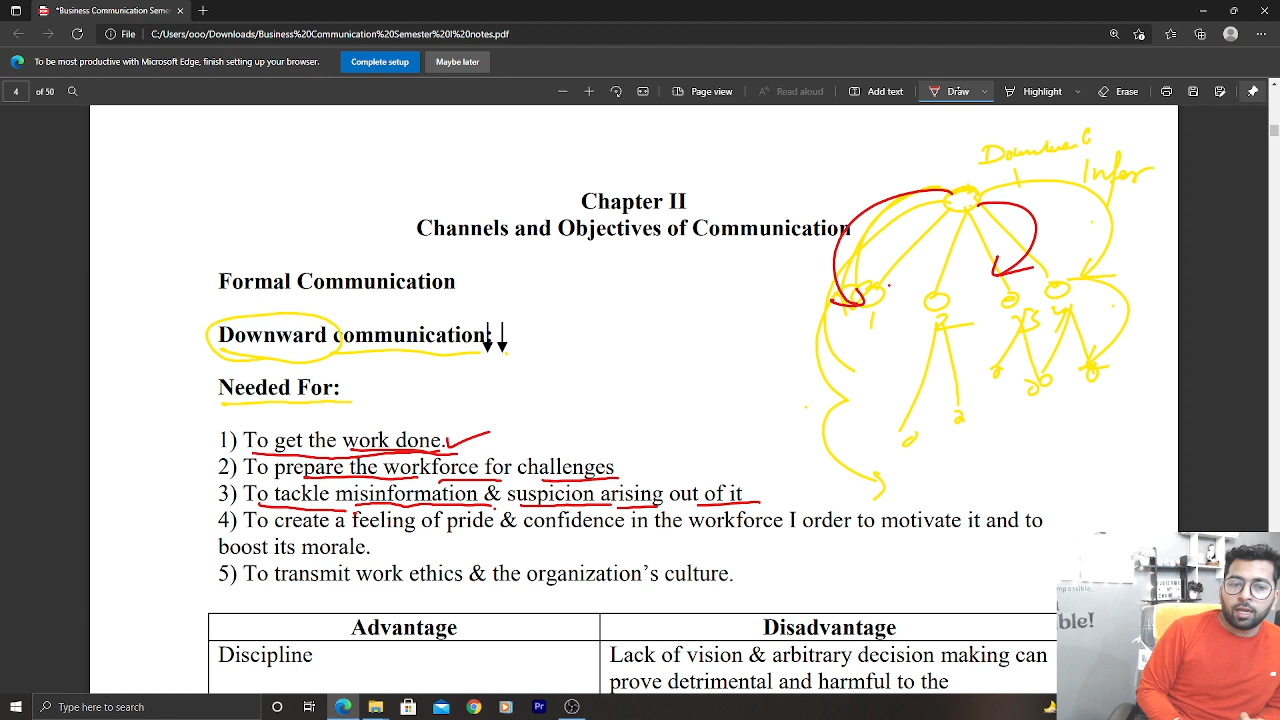 *Business Communication Seme
File
C:/Users/ooo/Downloads/Business%20Communication%20Semester%20I%20notes.pdf
To be most productive with Microsoft Edge, finish setting up your browser.
Complete setup
Maybe later
4
of 50
Page view
Read aloud
Add text
Draw
Highlight
Erase
Chapter II
Channels and Objectives of Communication
Infor
Formal Communication
Downward communication:
Needed For:
1) To get the work done.
2) To prepare the workforce for challenges
3) To tackle misinformation & suspicion arising out of it
4) To create a feeling of pride & confidence in the workforce I order to motivate it and to
boost its morale.
5) To transmit work ethics & the organization's culture.
Advantage
Disadvantage
Discipline
Lack of vision & arbitrary decision making can
prove detrimental and harmful to the
mpossible,
ble!
Type here to search